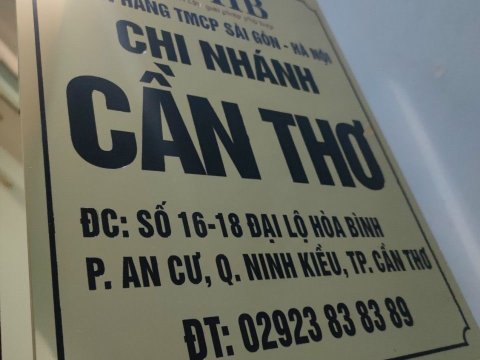 HÀNG TMCP SÀI GÒN - HÀ NỘI
CHI NHÁNH
CẦN THƠ
ĐC: SỐ 16-18 ĐẠI LỘ HÒA BÌNH
P. AN CƯ, Q. NINH KIỀU, TP. CẦN THƠ
ĐT: 02923 83 83 89